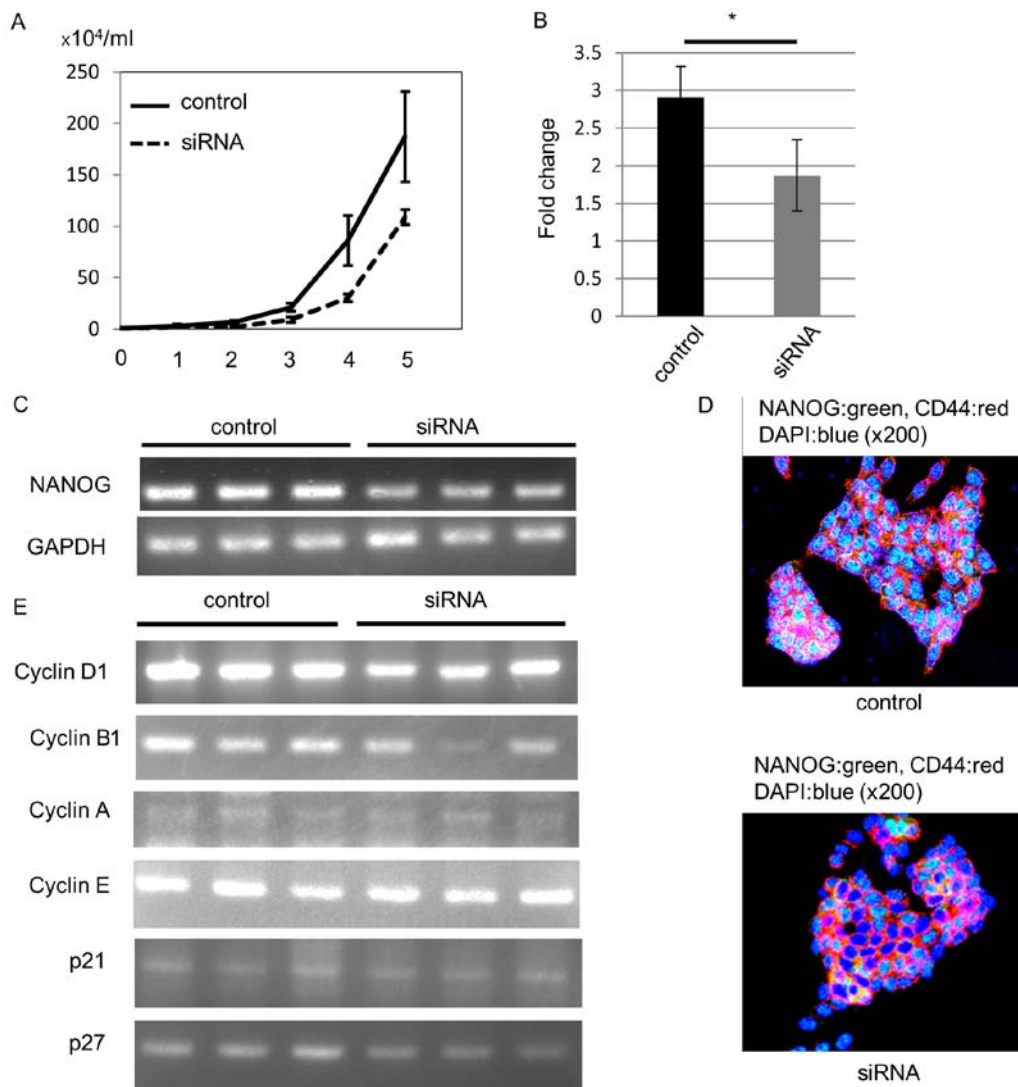 A
x10⁴/ml
250
200
150
100
50
0
0 1 2 3 4 5
control
siRNA
B
*
3.5
3
2.5
2
1.5
1
0.5
0
Fold change
control
siRNA
C
control siRNA
NANOG
GAPDH
D
NANOG:green, CD44:red
DAPI:blue (x200)
control
NANOG:green, CD44:red
DAPI:blue (x200)
siRNA
E
control siRNA
Cyclin D1
Cyclin B1
Cyclin A
Cyclin E
p21
p27